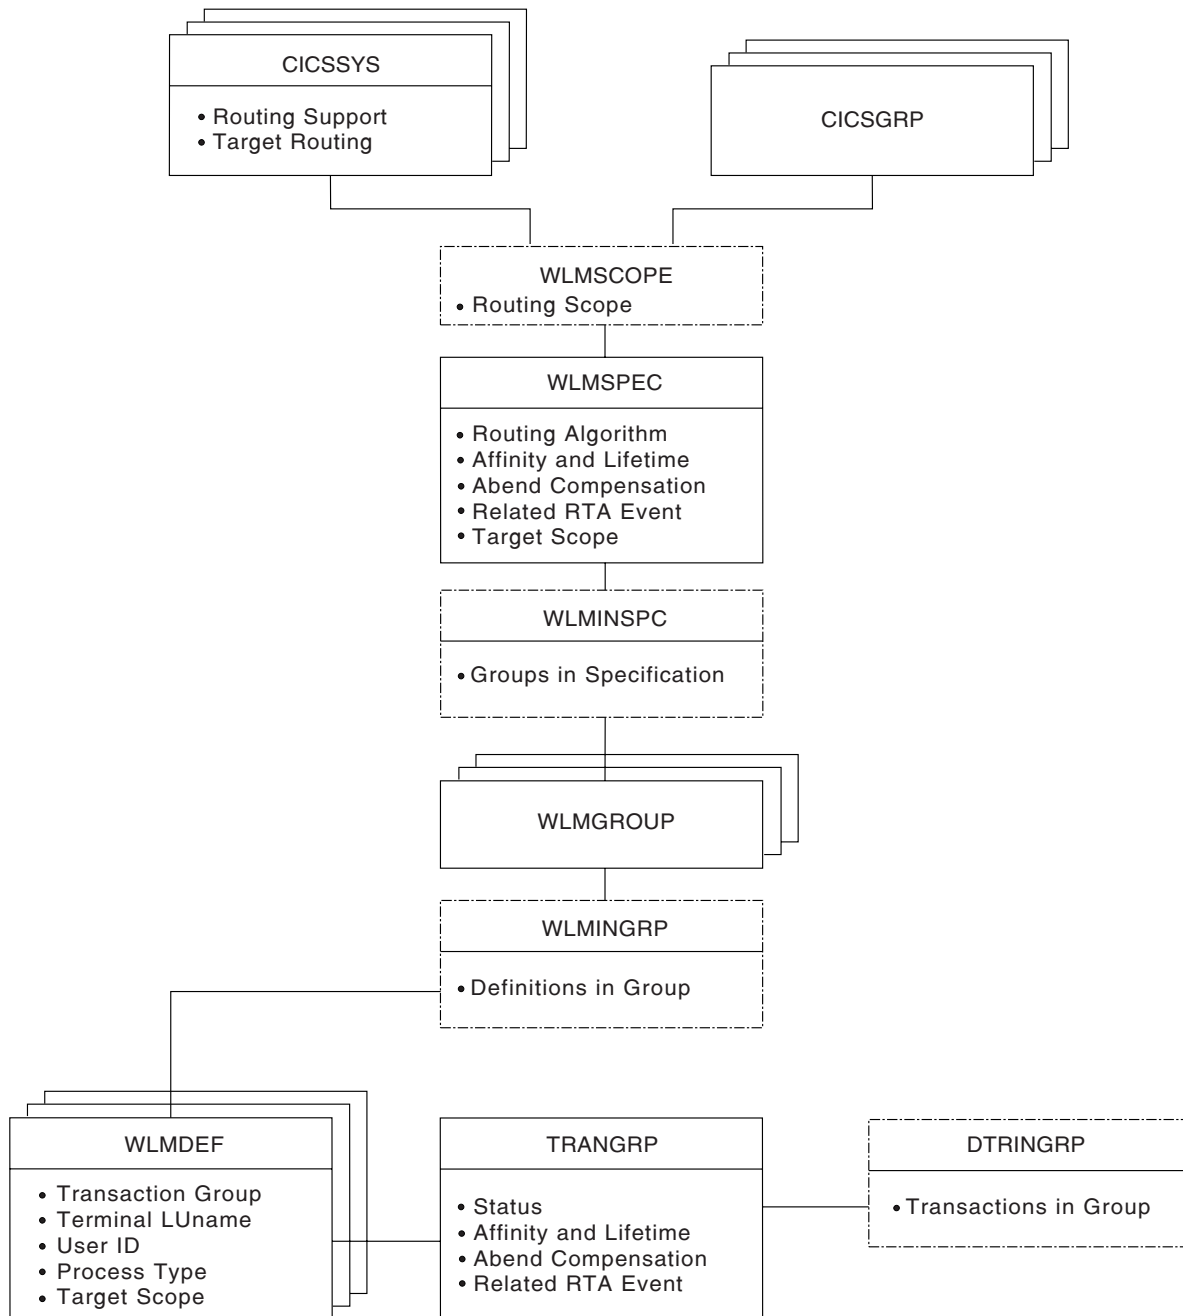 CICSSYS
• Routing Support
• Target Routing
CICSGRP
WLMSCOPE
• Routing Scope
WLMSPEC
• Routing Algorithm
• Affinity and Lifetime
• Abend Compensation
• Related RTA Event
• Target Scope
WLMINSPC
• Groups in Specification
WLMGROUP
WLMINGRP
• Definitions in Group
WLMDEF
• Transaction Group
• Terminal LUname
• User ID
• Process Type
• Target Scope
TRANGRP
• Status
• Affinity and Lifetime
• Abend Compensation
• Related RTA Event
DTRINGRP
• Transactions in Group